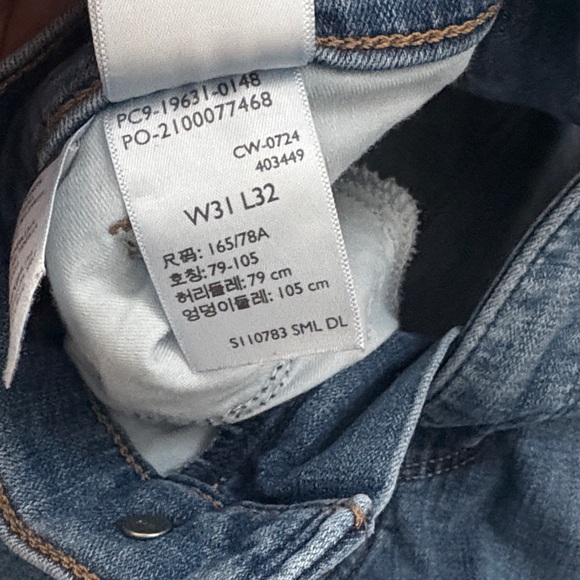 PC9-19631-0148
PO-2100077468
CW-0724
403449
W31 L32
尺码: 165/78A
호칭: 79-105
허리둘레: 79 cm
엉덩이둘레: 105 cm
S110783 SML DL